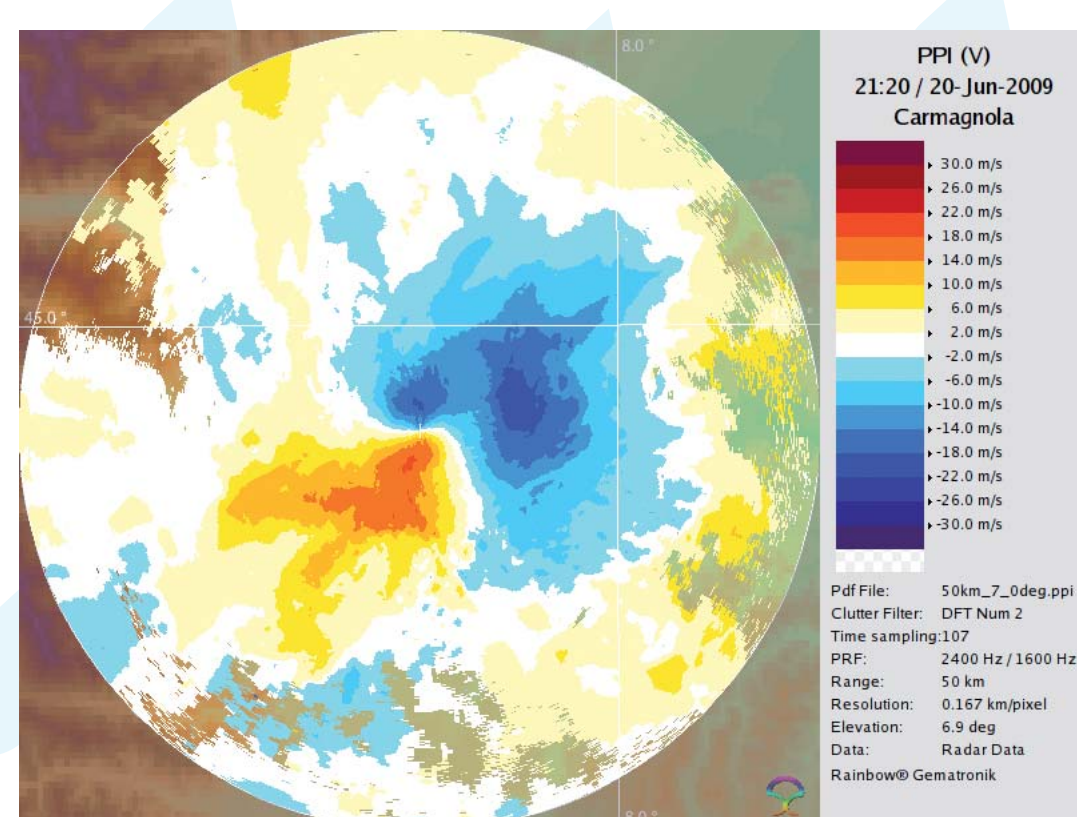 8.0 °
45.0 °
8.0 °
PPI (V)
21:20 / 20-Jun-2009
Carmagnola
30.0 m/s
26.0 m/s
22.0 m/s
18.0 m/s
14.0 m/s
10.0 m/s
6.0 m/s
2.0 m/s
-2.0 m/s
-6.0 m/s
-10.0 m/s
-14.0 m/s
-18.0 m/s
-22.0 m/s
-26.0 m/s
-30.0 m/s
Pdf File: 50km_7_0deg.ppi
Clutter Filter: DFT Num 2
Time sampling:107
PRF: 2400 Hz / 1600 Hz
Range: 50 km
Resolution: 0.167 km/pixel
Elevation: 6.9 deg
Data: Radar Data
Rainbow® Gematronik